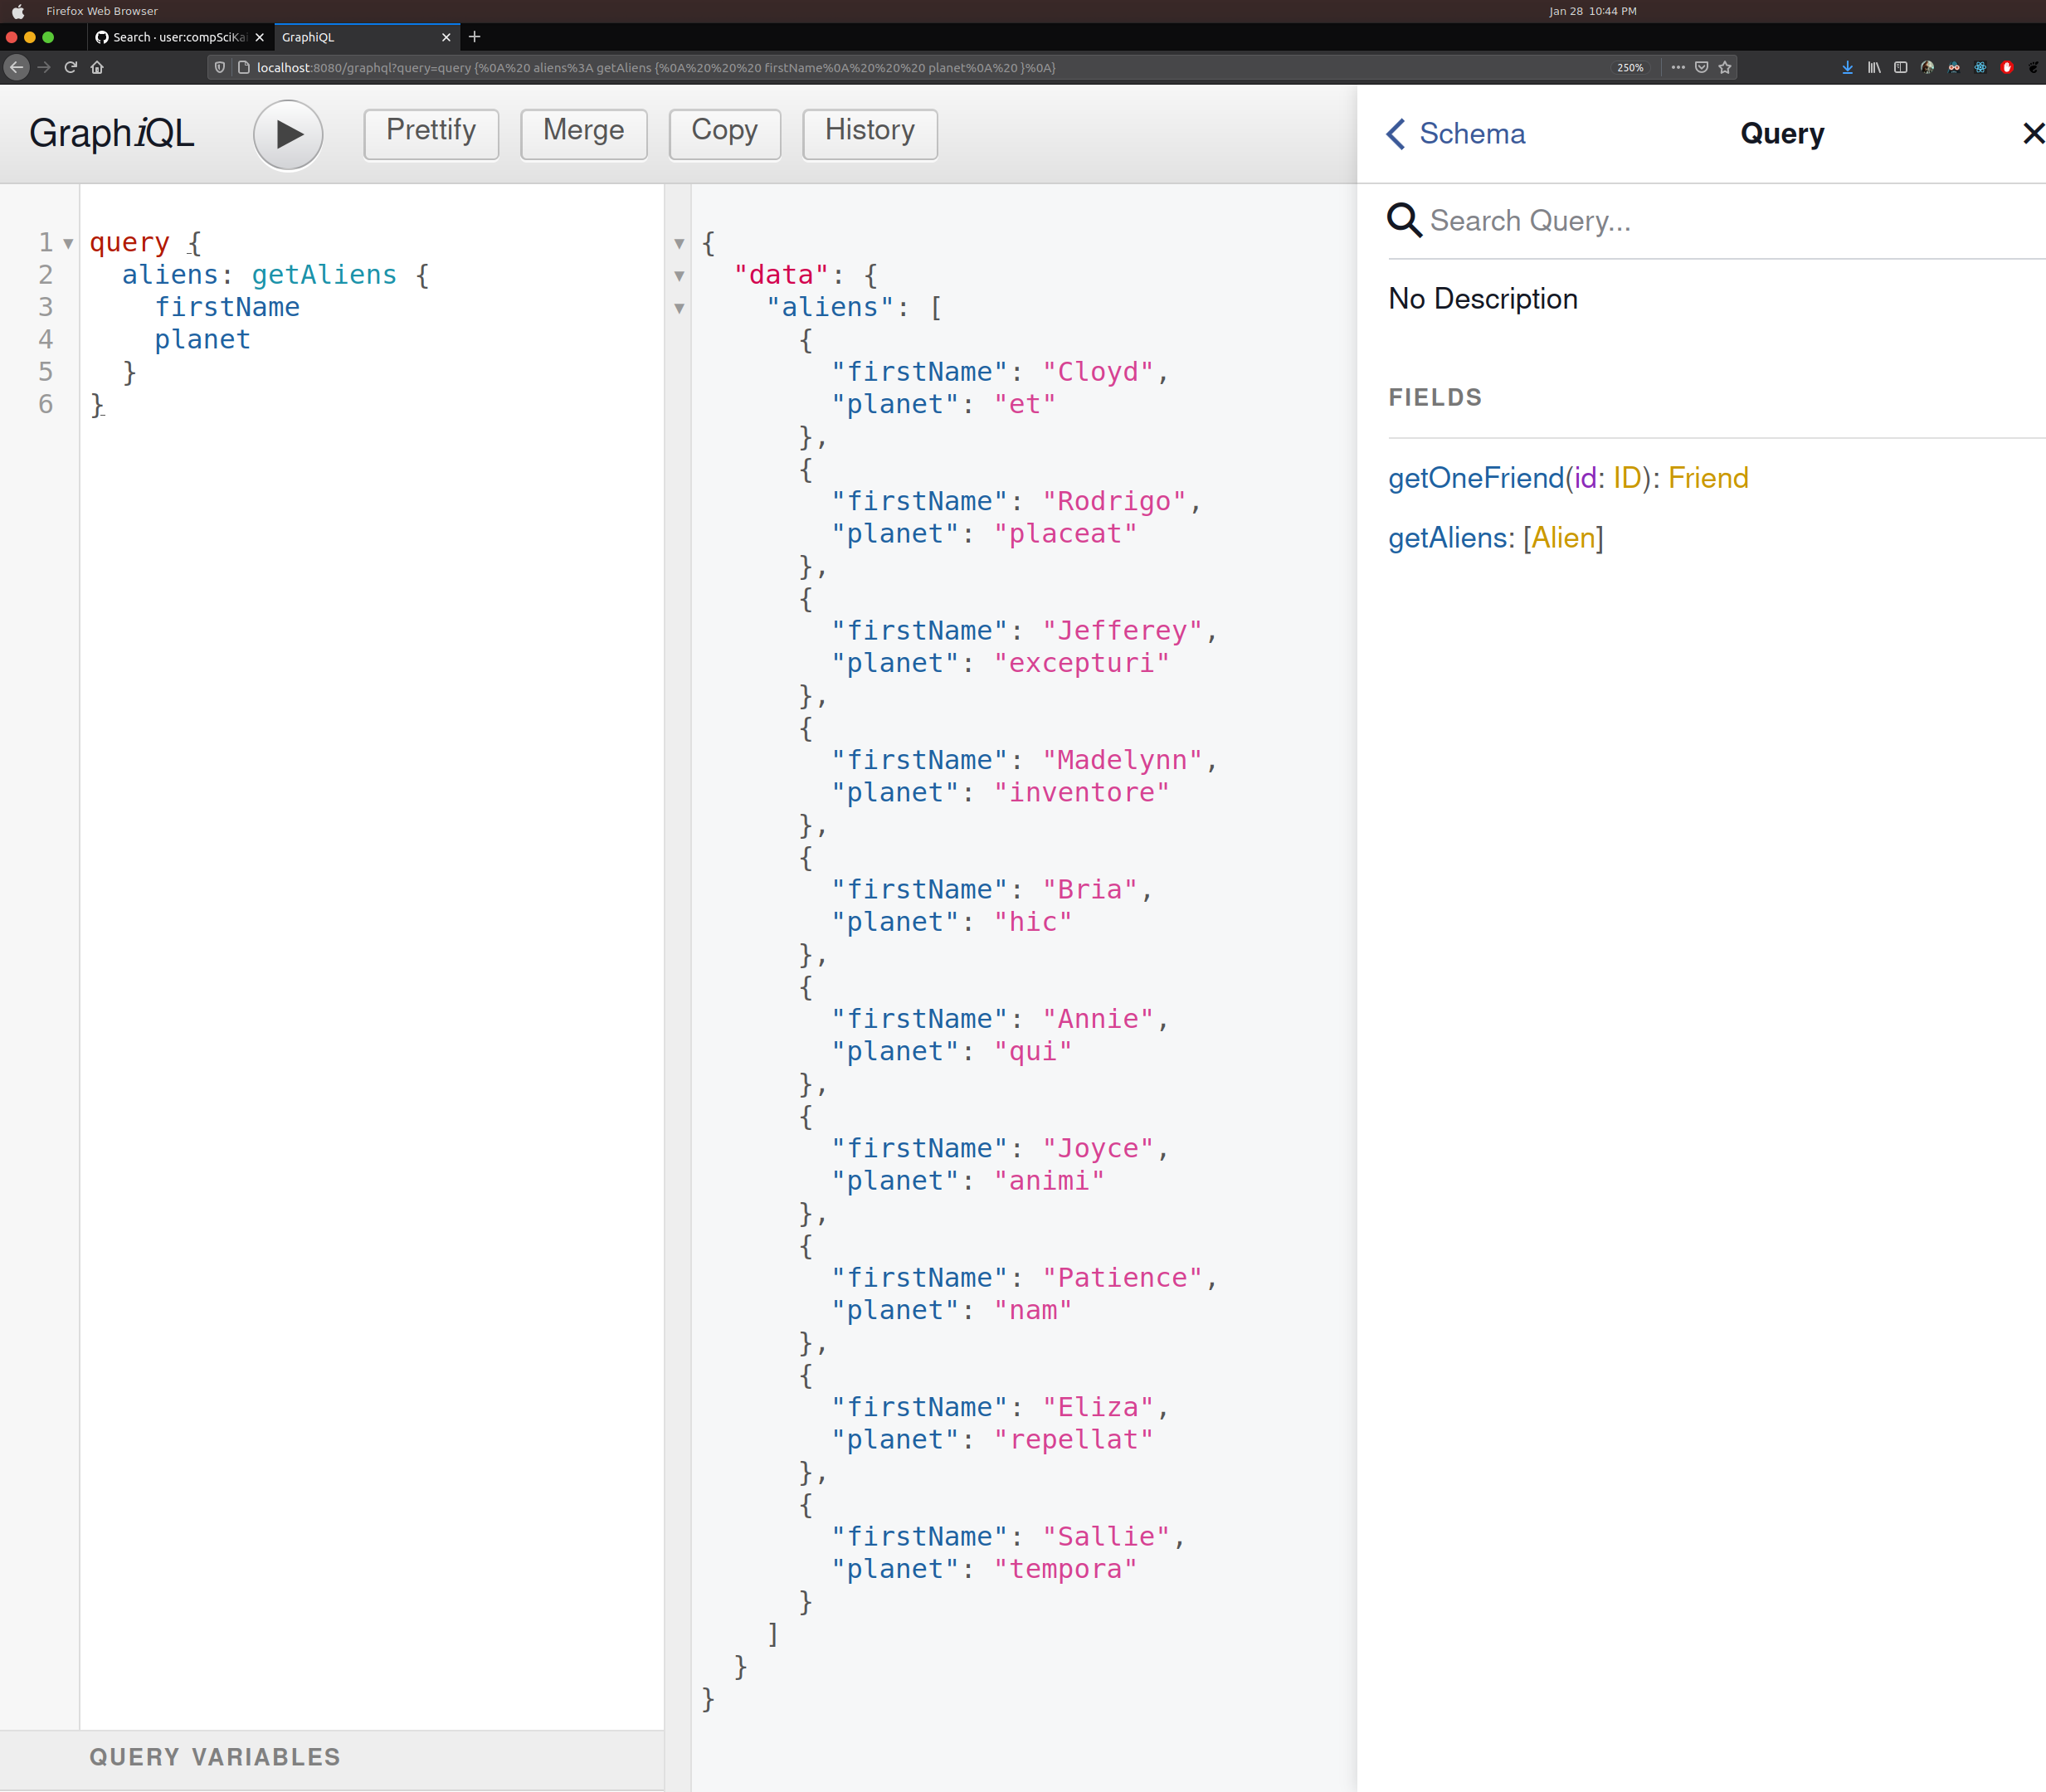 Firefox Web Browser
Jan 28 10:44 PM
Search · user:compSciKai
GraphiQL
localhost:8080/graphql?query=query {%0A%20 aliens%3A getAliens {%0A%20%20%20 firstName%0A%20%20%20 planet%0A%20 }%0A}
250%
GraphiQL
Prettify
Merge
Copy
History
1 query {
2 aliens: getAliens {
3 firstName
4 planet
5 }
6 }
QUERY VARIABLES
{
"data": {
"aliens": [
{
"firstName": "Cloyd",
"planet": "et"
},
{
"firstName": "Rodrigo",
"planet": "placeat"
},
{
"firstName": "Jefferey",
"planet": "excepturi"
},
{
"firstName": "Madelynn",
"planet": "inventore"
},
{
"firstName": "Bria",
"planet": "hic"
},
{
"firstName": "Annie",
"planet": "qui"
},
{
"firstName": "Joyce",
"planet": "animi"
},
{
"firstName": "Patience",
"planet": "nam"
},
{
"firstName": "Eliza",
"planet": "repellat"
},
{
"firstName": "Sallie",
"planet": "tempora"
}
]
}
}
Schema
Query
Search Query...
No Description
FIELDS
getOneFriend(id: ID): Friend
getAliens: [Alien]